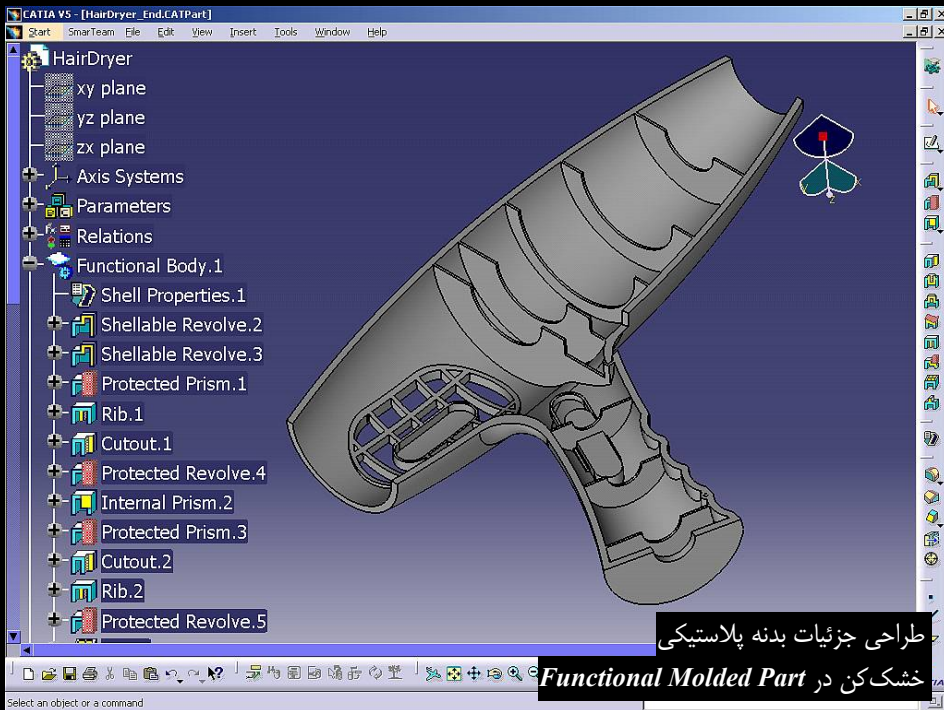 CATIA V5 - [HairDryer_End.CATPart]
Start SmarTeam File Edit View Insert Tools Window Help
HairDryer
xy plane
yz plane
zx plane
Axis Systems
Parameters
Relations
Functional Body.1
Shell Properties.1
Shellable Revolve.2
Shellable Revolve.3
Protected Prism.1
Rib.1
Cutout.1
Protected Revolve.4
Internal Prism.2
Protected Prism.3
Cutout.2
Rib.2
Protected Revolve.5
طراحی جزئیات بدنه پلاستیکی
خشک‌کن در Functional Molded Part
Select an object or a command